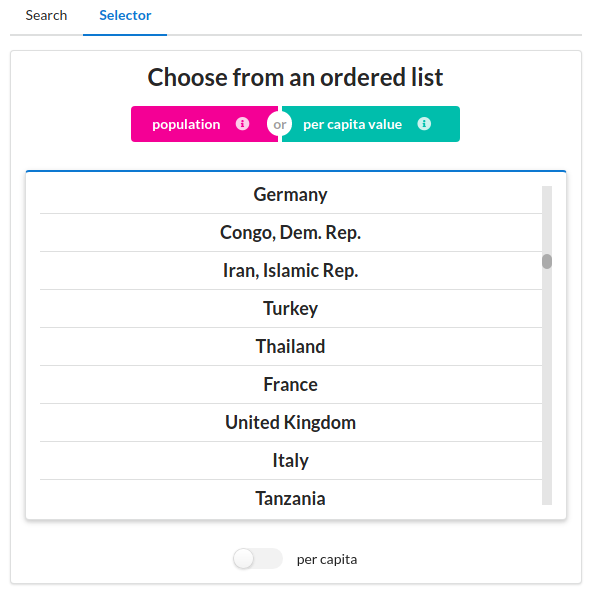 Search Selector
Choose from an ordered list
population or per capita value
Germany
Congo, Dem. Rep.
Iran, Islamic Rep.
Turkey
Thailand
France
United Kingdom
Italy
Tanzania
per capita